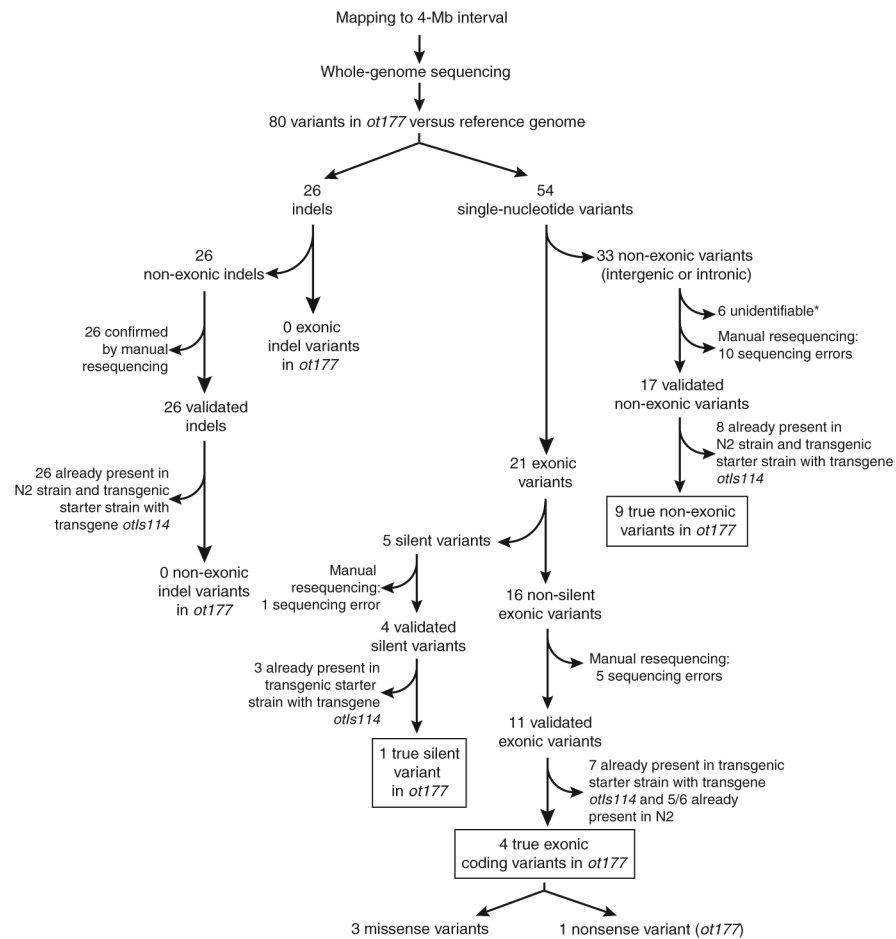 Mapping to 4-Mb interval
Whole-genome sequencing
80 variants in ot177 versus reference genome
26
indels
54
single-nucleotide variants
26
non-exonic indels
0 exonic
indel variants
in ot177
33 non-exonic variants
(intergenic or intronic)
6 unidentifiable*
Manual resequencing:
10 sequencing errors
26 confirmed
by manual
resequencing
17 validated
non-exonic variants
26 validated
indels
8 already present in
N2 strain and transgenic
starter strain with transgene
otIs114
26 already present in
N2 strain and transgenic
starter strain with
transgene otIs114
21 exonic
variants
9 true non-exonic
variants in ot177
0 non-exonic
indel variants
in ot177
5 silent variants
Manual
resequencing:
1 sequencing error
16 non-silent
exonic variants
4 validated
silent variants
Manual resequencing:
5 sequencing errors
3 already present in
transgenic starter
strain with transgene
otIs114
11 validated
exonic variants
1 true silent
variant
in ot177
7 already present in transgenic
starter strain with transgene
otIs114 and 5/6 already
present in N2
4 true exonic
coding variants in ot177
3 missense variants
1 nonsense variant (ot177)